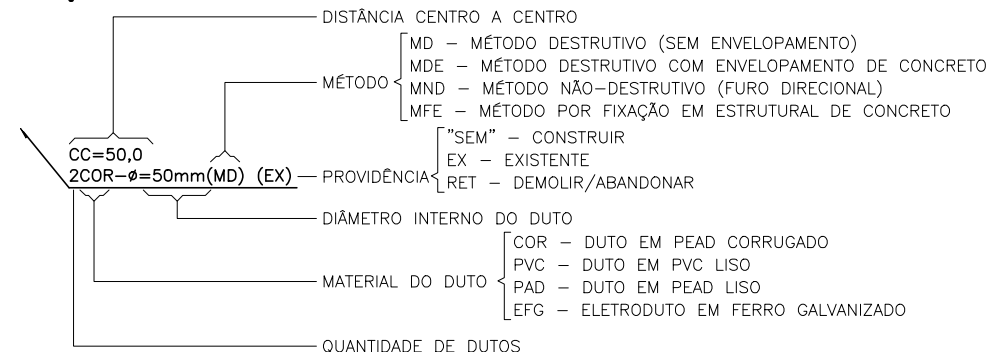 DISTÂNCIA CENTRO A CENTRO
MD – MÉTODO DESTRUTIVO (SEM ENVELOPAMENTO)
MDE – MÉTODO DESTRUTIVO COM ENVELOPAMENTO DE CONCRETO
MÉTODO
MND – MÉTODO NÃO–DESTRUTIVO (FURO DIRECIONAL)
MFE – MÉTODO POR FIXAÇÃO EM ESTRUTURAL DE CONCRETO
"SEM" – CONSTRUIR
CC=50,0
EX – EXISTENTE
2COR–ø=50mm(MD) (EX)
PROVIDÊNCIA
RET – DEMOLIR/ABANDONAR
DIÂMETRO INTERNO DO DUTO
COR – DUTO EM PEAD CORRUGADO
PVC – DUTO EM PVC LISO
MATERIAL DO DUTO
PAD – DUTO EM PEAD LISO
EFG – ELETRODUTO EM FERRO GALVANIZADO
QUANTIDADE DE DUTOS